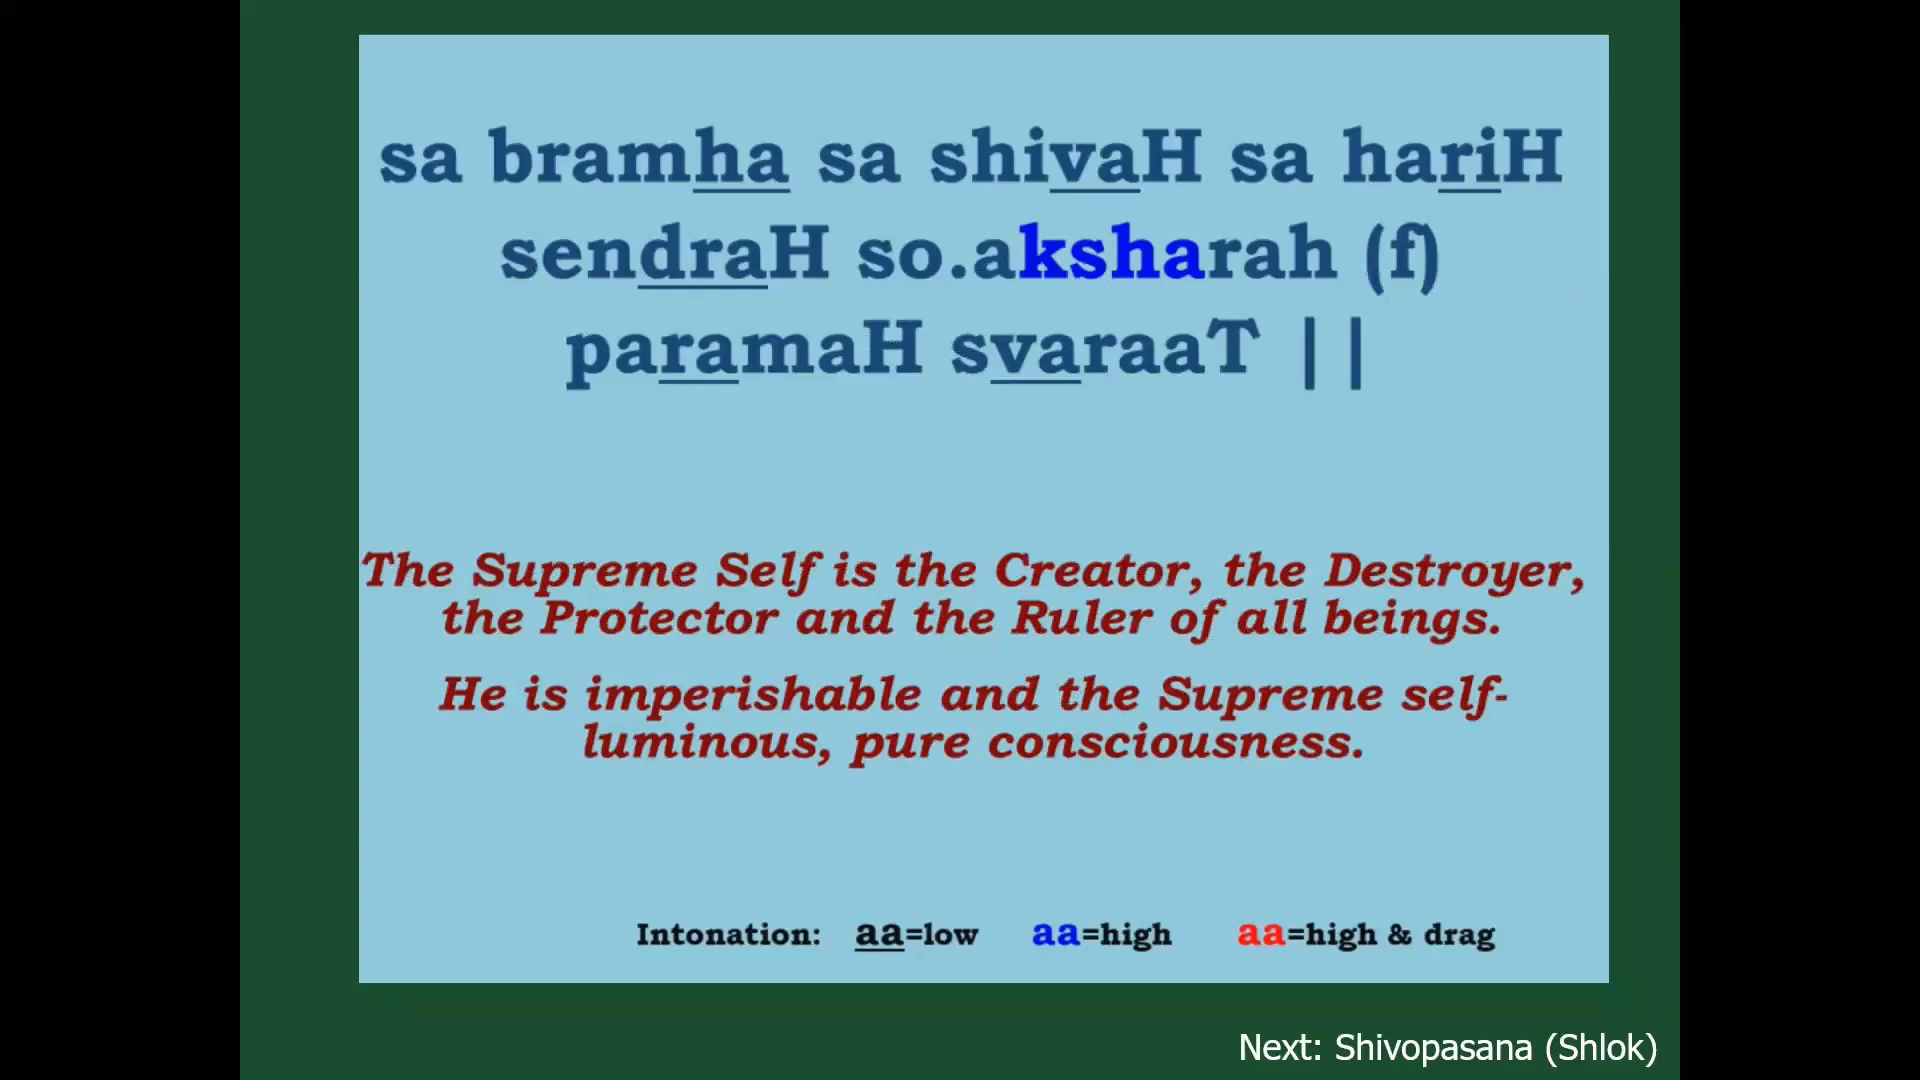 sa bramha sa shivaH sa hariH
sendraH so.aksharah (f)
paramaH svaraaT ||
The Supreme Self is the Creator, the Destroyer,
the Protector and the Ruler of all beings.
He is imperishable and the Supreme self-
luminous, pure consciousness.
Intonation: aa=low aa=high aa=high & drag
Next: Shivopasana (Shlok)